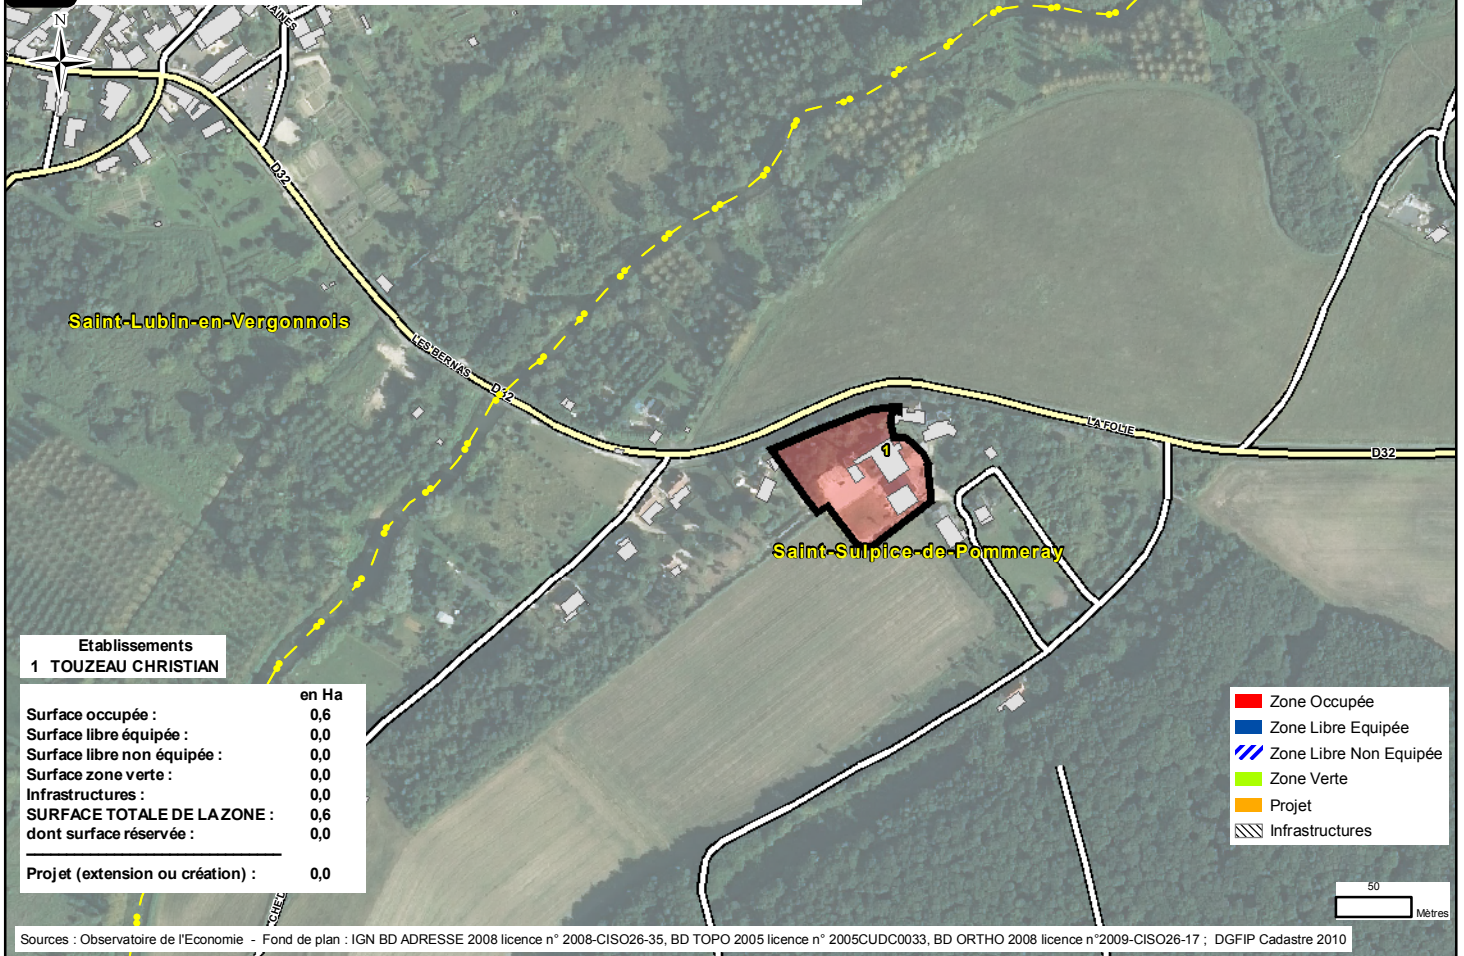 N
D32
Saint-Lubin-en-Vergonnois
LES BERNAS
D32
LA FOLIE
D32
1
Saint-Sulpice-de-Pommeray
Etablissements
1 TOUZEAU CHRISTIAN
en Ha
Surface occupée : 0,6
Surface libre équipée : 0,0
Surface libre non équipée : 0,0
Surface zone verte : 0,0
Infrastructures : 0,0
SURFACE TOTALE DE LA ZONE : 0,6
dont surface réservée : 0,0
Projet (extension ou création) : 0,0
Zone Occupée
Zone Libre Equipée
Zone Libre Non Equipée
Zone Verte
Projet
Infrastructures
50
Mètres
Sources : Observatoire de l'Economie - Fond de plan : IGN BD ADRESSE 2008 licence n° 2008-CISO26-35, BD TOPO 2005 licence n° 2005CUDC0033, BD ORTHO 2008 licence n°2009-CISO26-17 ; DGFIP Cadastre 2010